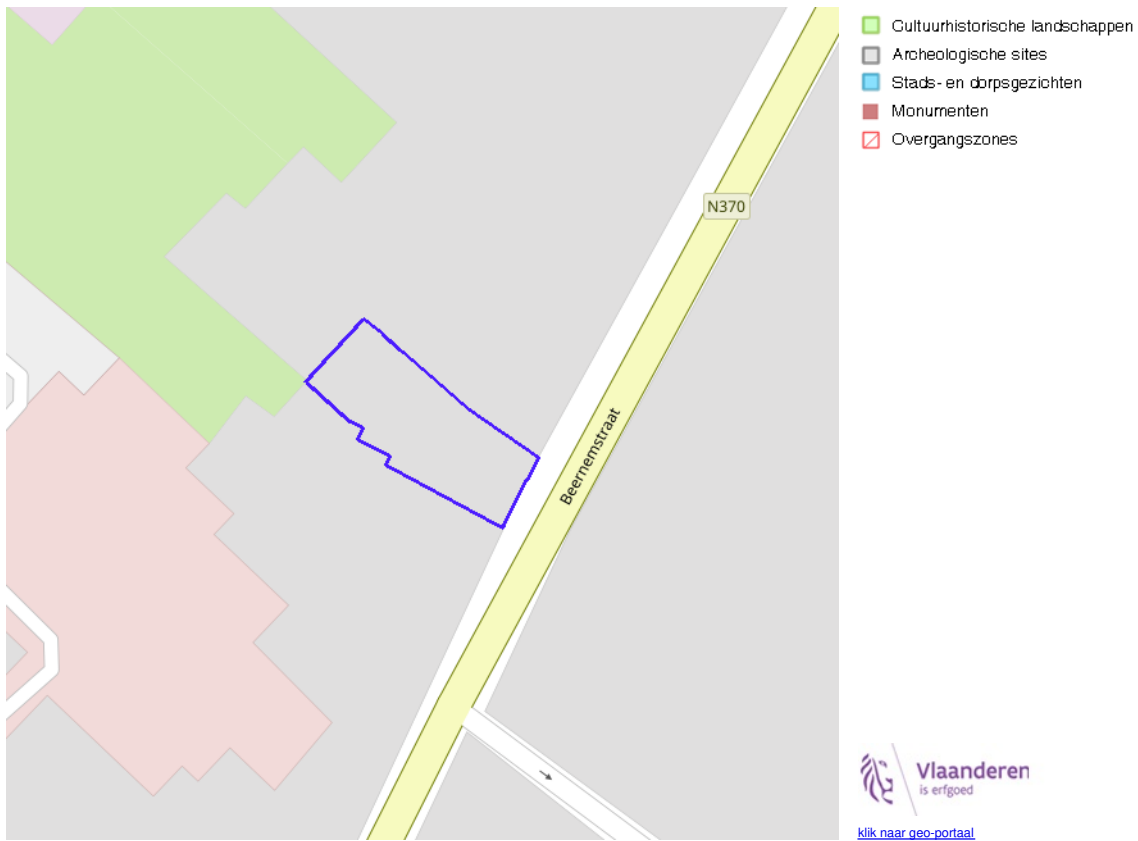 Cultuurhistorische landschappen
Archeologische sites
Stads- en dorpsgezichten
Monumenten
Overgangszones
N370
Beernemstraat
Vlaanderen
is erfgoed
klik naar geo-portaal